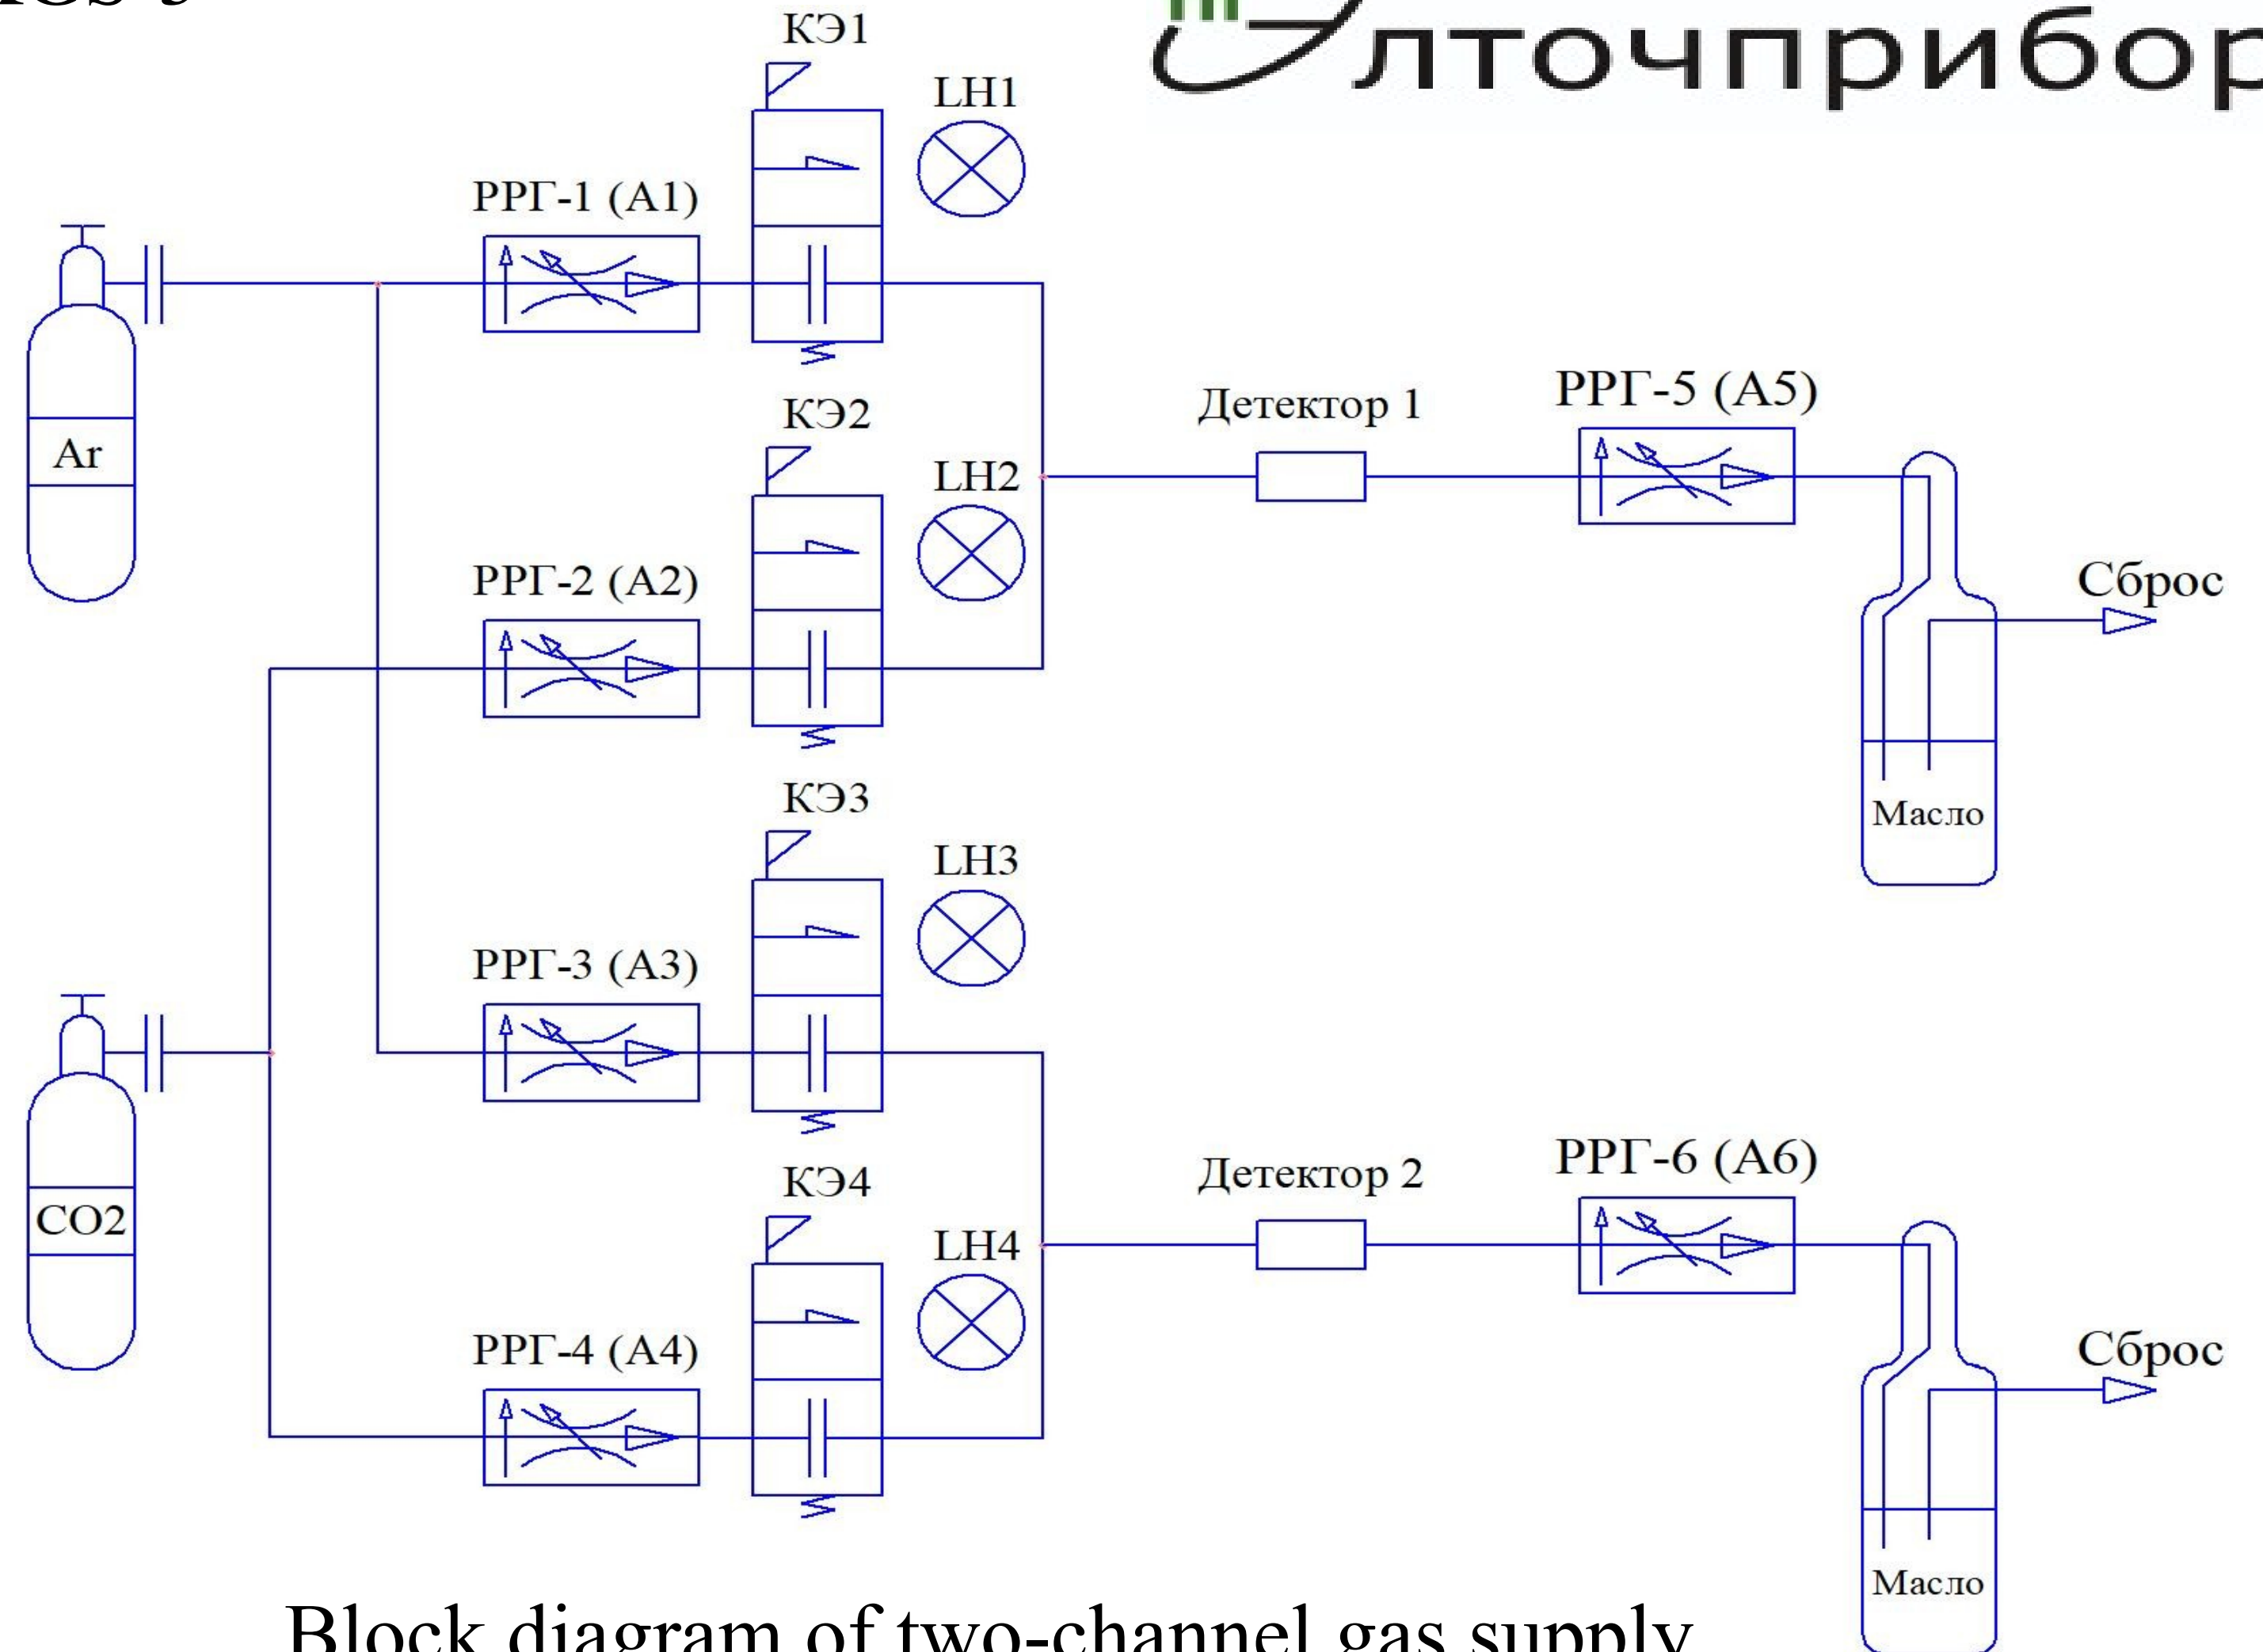 КЭ1
Элточприбор
LH1
РРГ-1 (А1)
КЭ2
Детектор 1
РРГ-5 (А5)
Ar
LH2
РРГ-2 (А2)
Сброс
КЭ3
Масло
LH3
РРГ-3 (А3)
КЭ4
Детектор 2
РРГ-6 (А6)
CO2
LH4
РРГ-4 (А4)
Сброс
Масло
Block diagram of two-channel gas supply